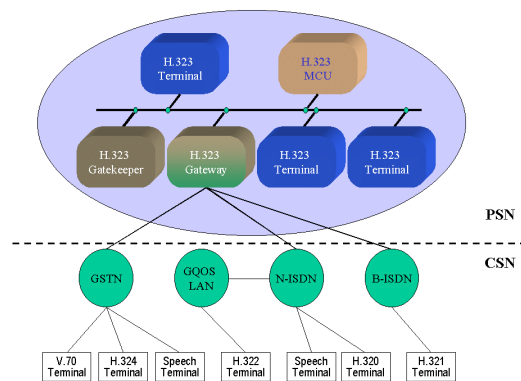 H.323
Terminal
H.323
MCU
H.323
Gatekeeper
H.323
Gateway
H.323
Terminal
H.323
Terminal
PSN
CSN
GSTN
GQOS
LAN
N-ISDN
B-ISDN
V.70
Terminal
H.324
Terminal
Speech
Terminal
H.322
Terminal
Speech
Terminal
H.320
Terminal
H.321
Terminal